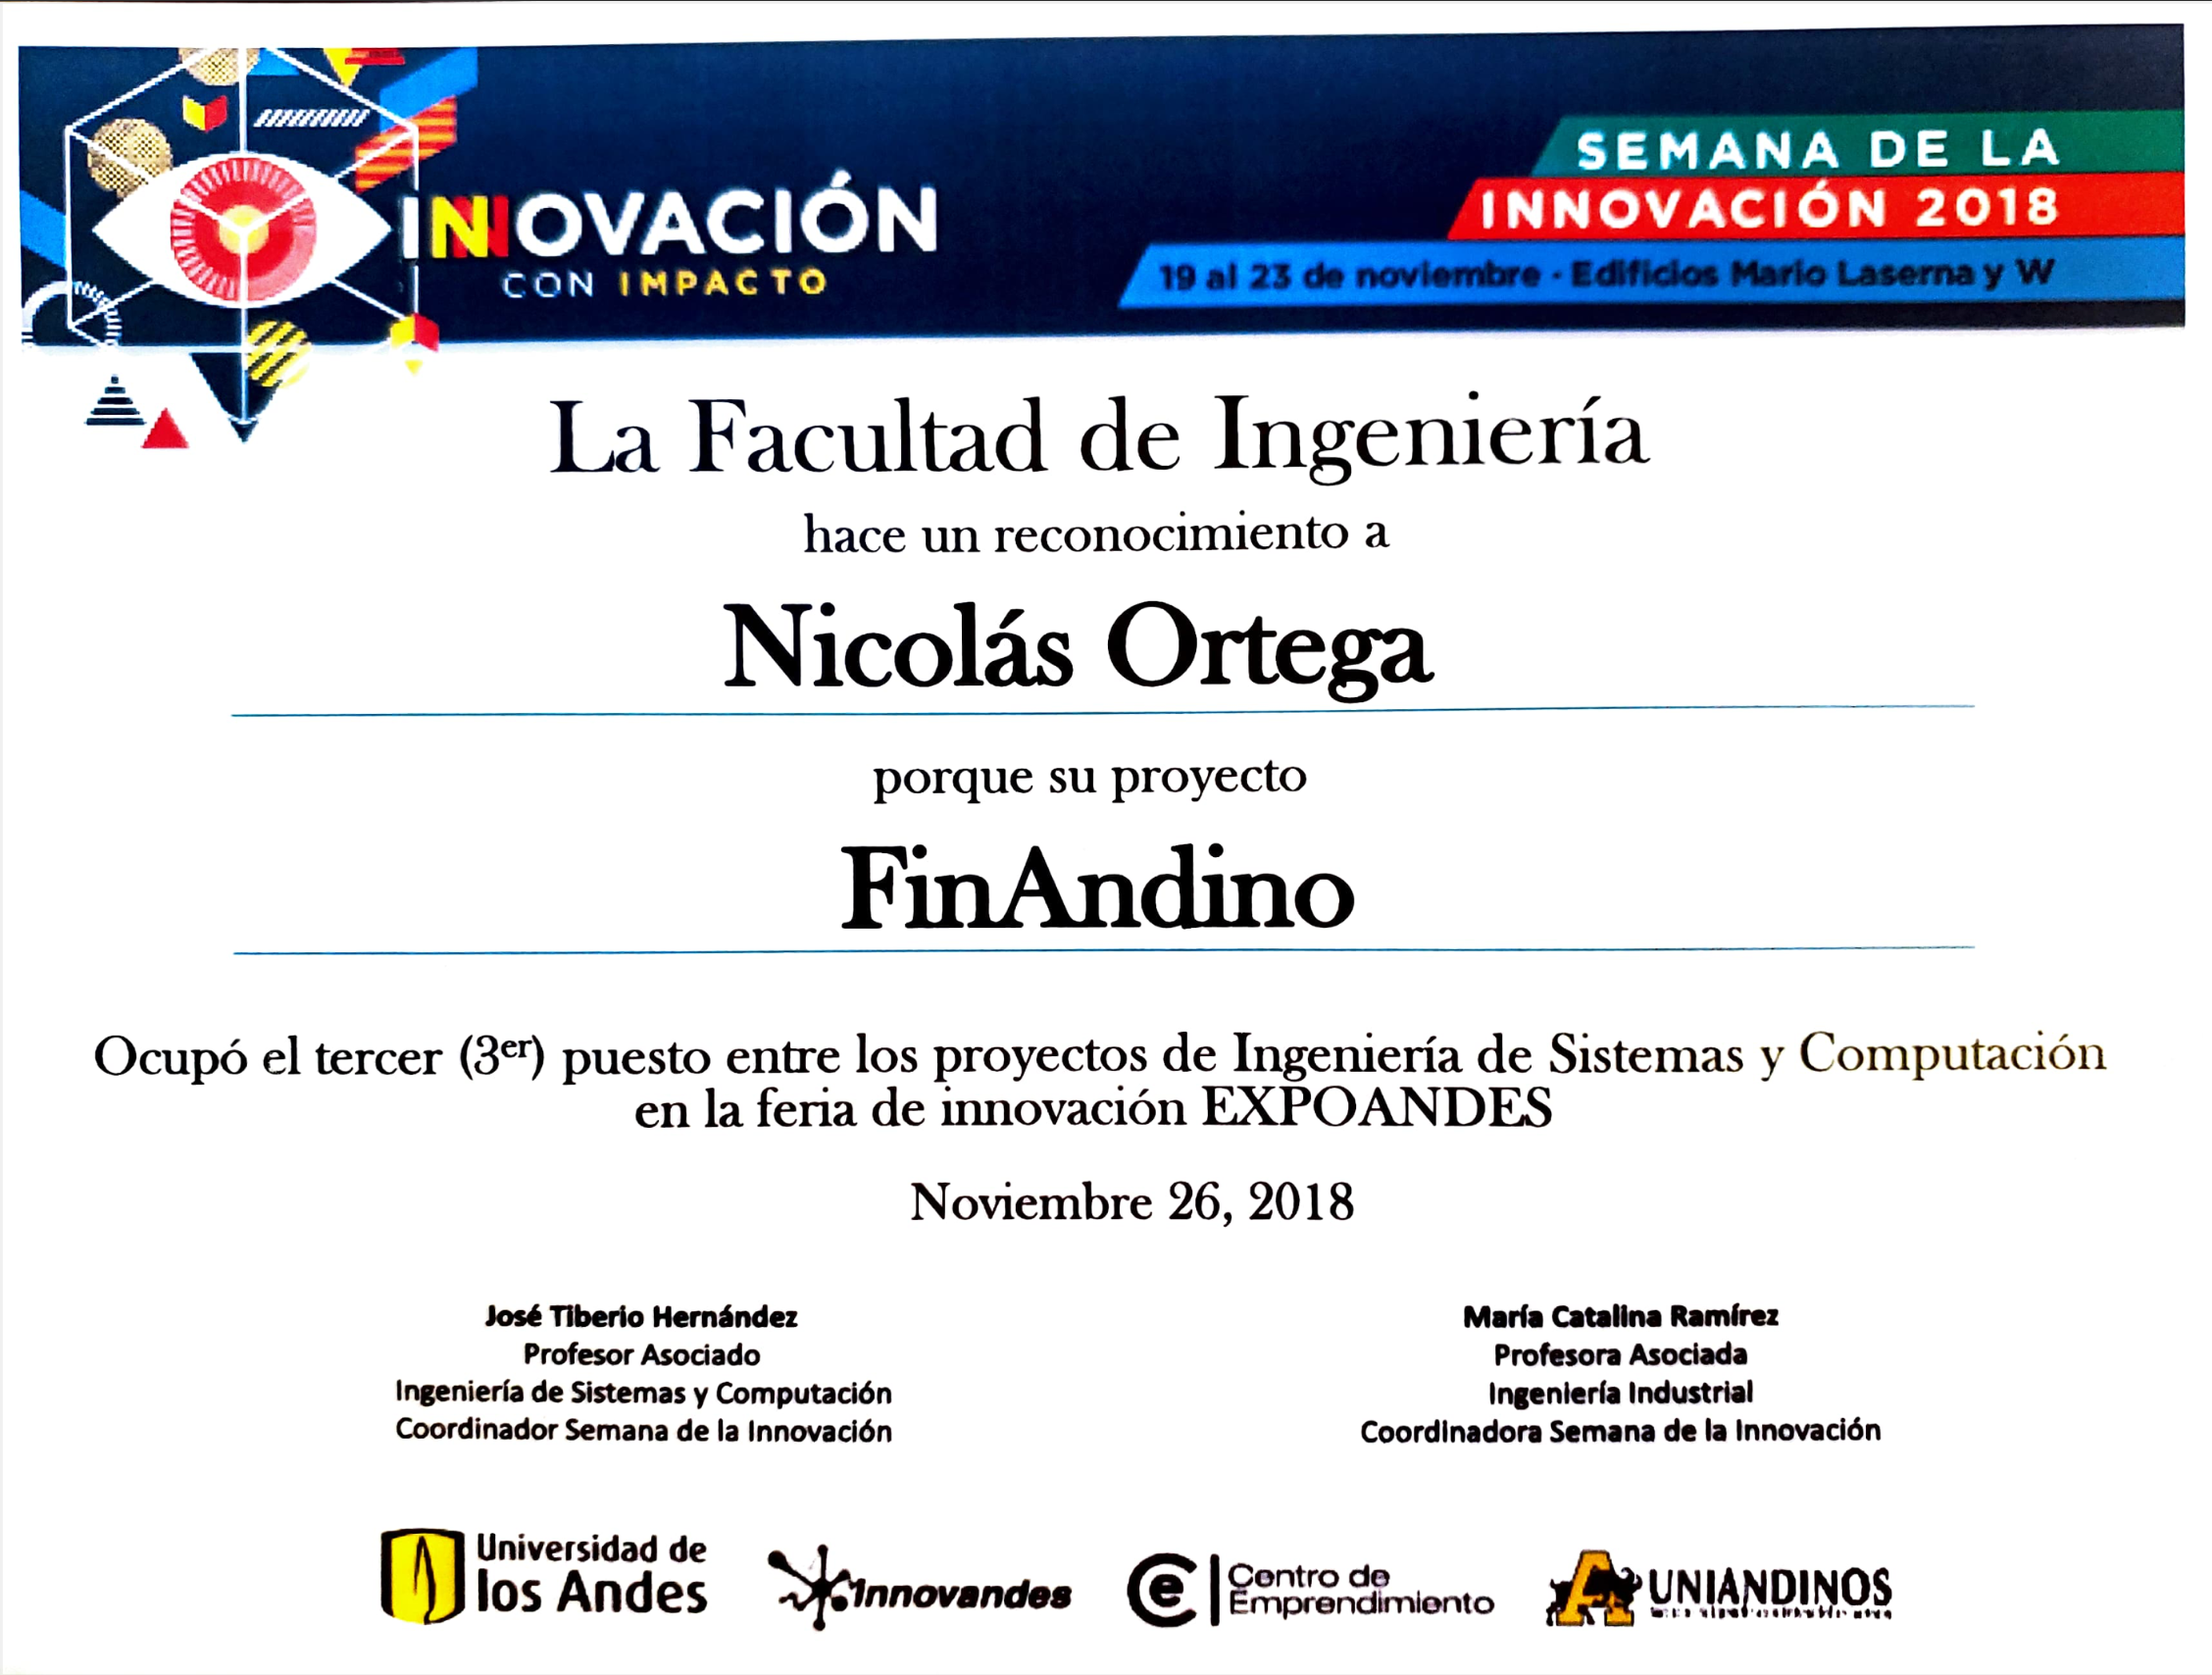 INNOVACIÓN
CON IMPACTO
SEMANA DE LA
INNOVACIÓN 2018
19 al 23 de noviembre · Edificios Mario Laserna y W
La Facultad de Ingeniería
hace un reconocimiento a
Nicolás Ortega
porque su proyecto
FinAndino
Ocupó el tercer (3er) puesto entre los proyectos de Ingeniería de Sistemas y Computación
en la feria de innovación EXPOANDES
Noviembre 26, 2018
José Tiberio Hernández
Profesor Asociado
Ingeniería de Sistemas y Computación
Coordinador Semana de la Innovación
María Catalina Ramírez
Profesora Asociada
Ingeniería Industrial
Coordinadora Semana de la Innovación
Universidad de
los Andes
Innovandes
Centro de
Emprendimiento
UNIANDINOS